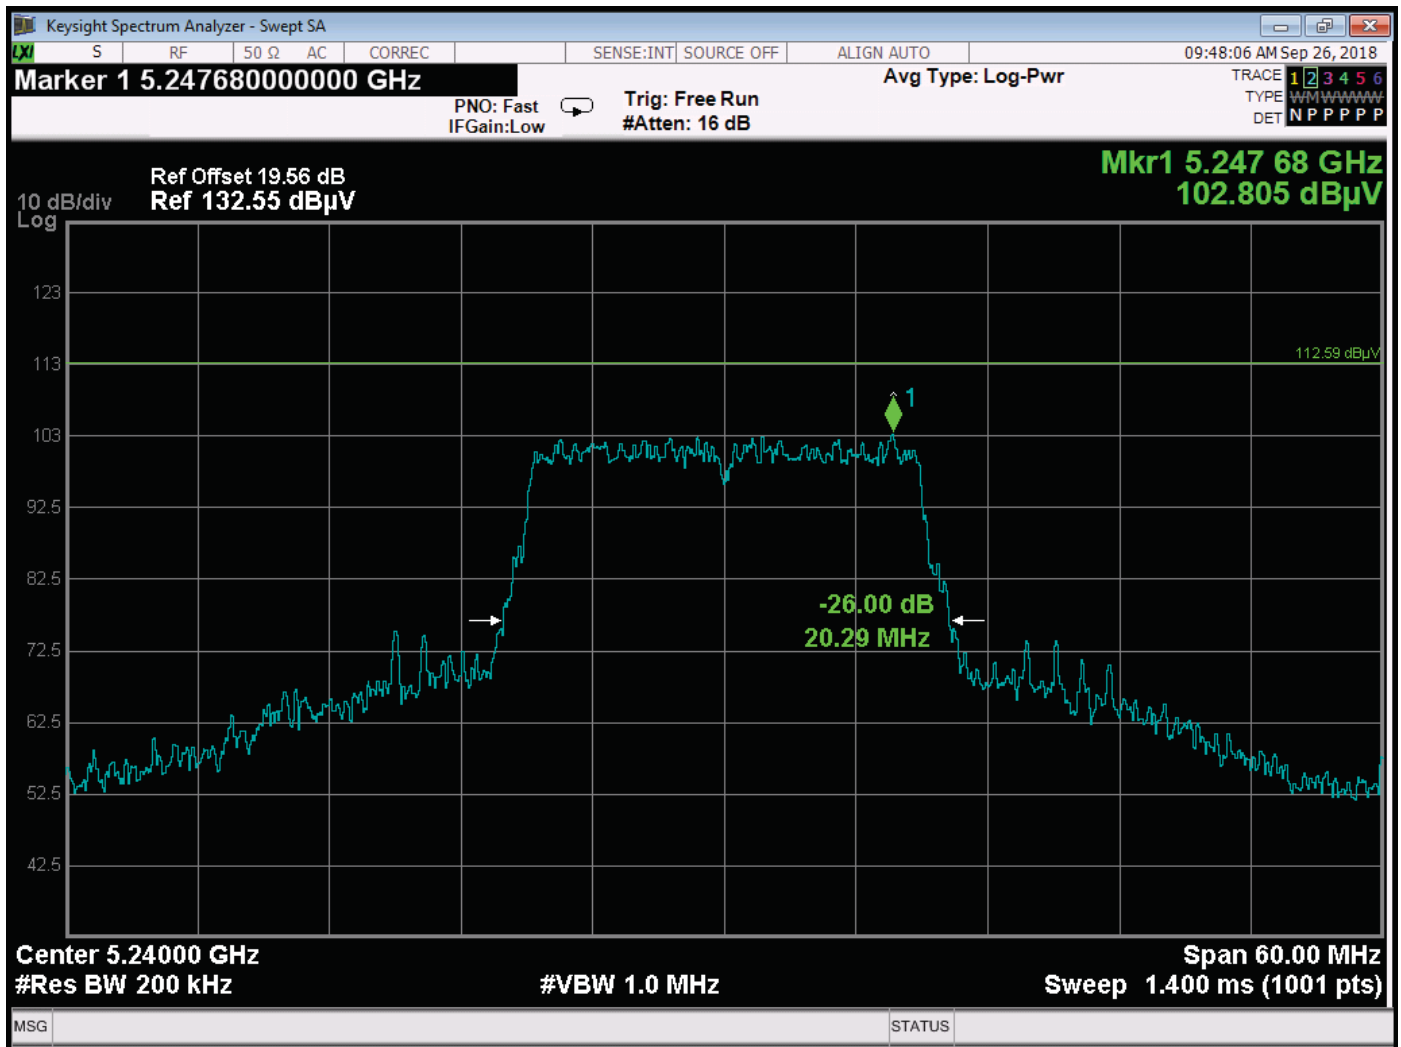 Keysight Spectrum Analyzer - Swept SA
LXI S RF 50 Ω AC CORREC SENSE:INT SOURCE OFF ALIGN AUTO 09:48:06 AM Sep 26, 2018
Marker 1 5.247680000000 GHz
Avg Type: Log-Pwr
TRACE 1 2 3 4 5 6
PNO: Fast Trig: Free Run
TYPE WMWWWW
IFGain:Low #Atten: 16 dB
DET N P P P P P
Mkr1 5.247 68 GHz
102.805 dBµV
Ref Offset 19.56 dB
10 dB/div Ref 132.55 dBµV
Log
123
112.59 dBµV
113
1
103
92.5
82.5
-26.00 dB
20.29 MHz
72.5
62.5
52.5
42.5
Center 5.24000 GHz Span 60.00 MHz
#Res BW 200 kHz #VBW 1.0 MHz Sweep 1.400 ms (1001 pts)
MSG STATUS